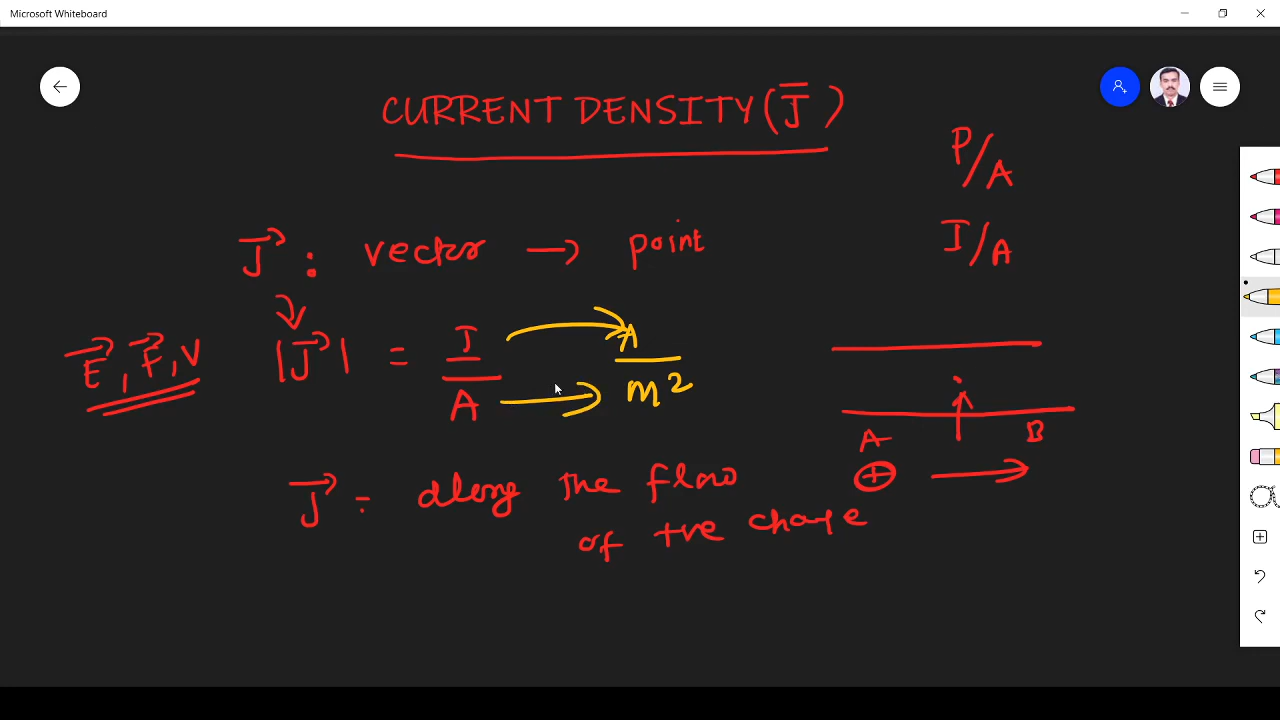 Microsoft Whiteboard
CURRENT DENSITY (J̅)
P/A
J⃗ : vector → point
I/A
E⃗, F⃗, V
|J⃗| = I/A → A/m²
A B
+ →
J⃗ : along the flow
of +ve charge